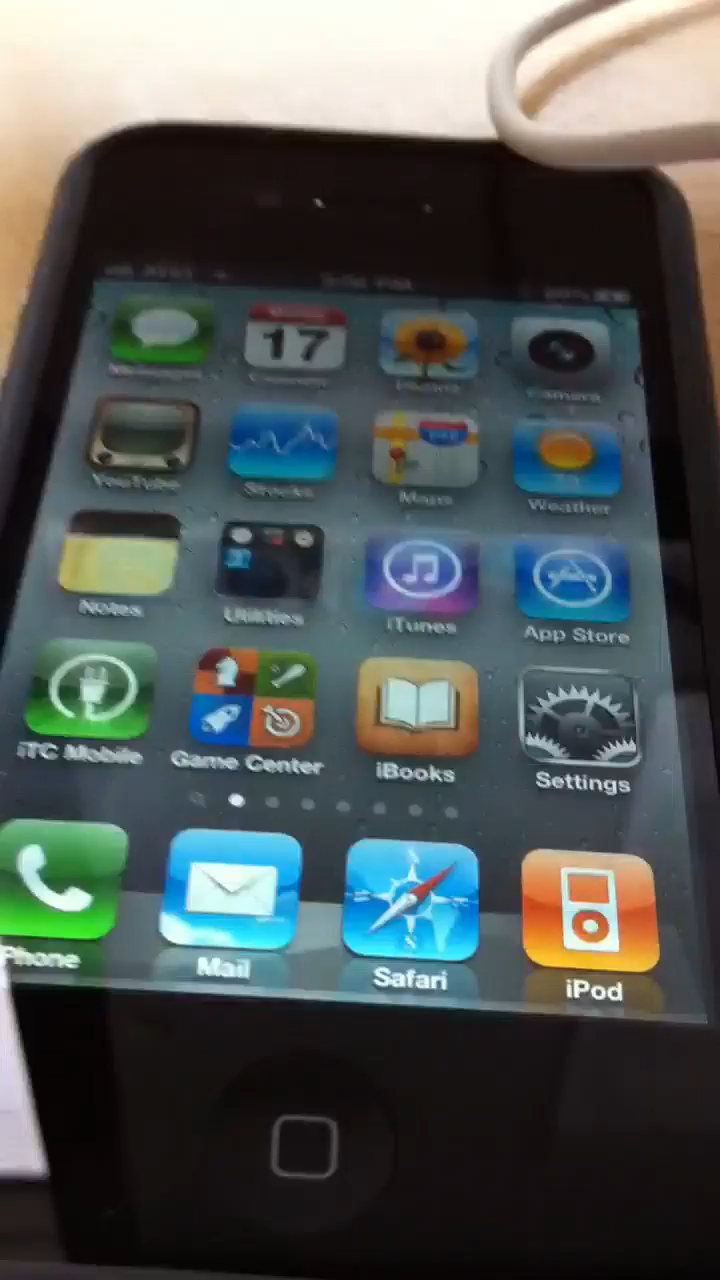 17
YouTube
Stocks
Maps
Weather
Notes
Utilities
iTunes
App Store
iTC Mobile
Game Center
iBooks
Settings
Phone
Mail
Safari
iPod